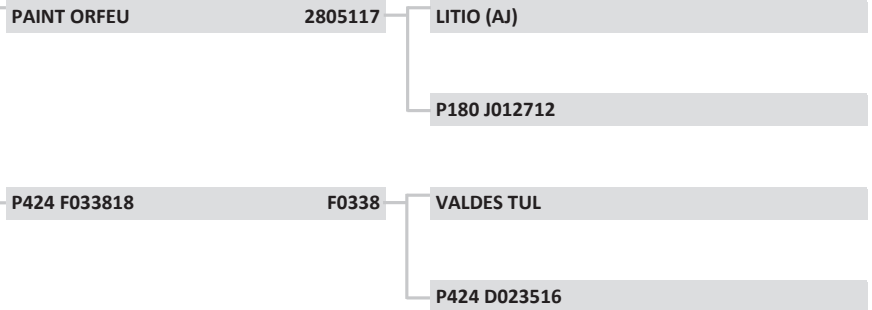 PAINT ORFEU 2805117 LITIO (AJ)
P180 J012712
P424 F033818 F0338 VALDES TUL
P424 D023516